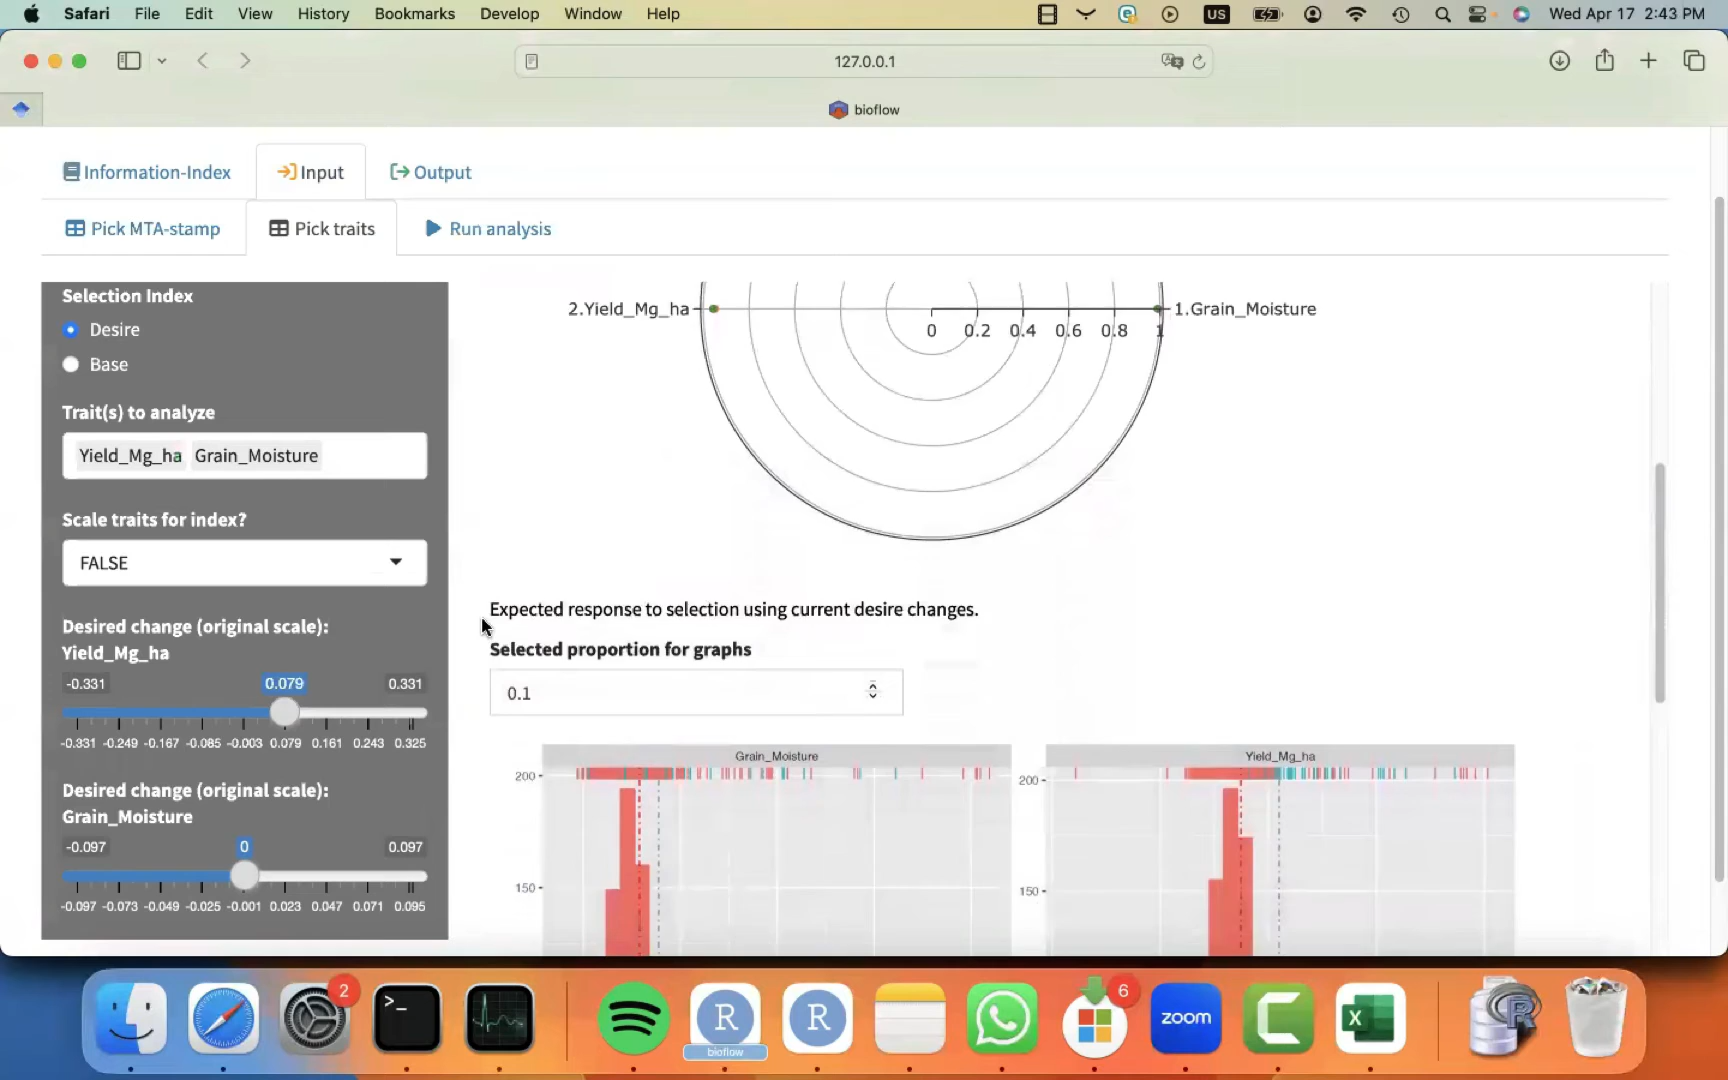 Safari File Edit View History Bookmarks Develop Window Help US Wed Apr 17 2:43 PM
127.0.0.1
bioflow
Information-Index Input Output
Pick MTA-stamp Pick traits Run analysis
Selection Index
Desire
Base
Trait(s) to analyze
Yield_Mg_ha Grain_Moisture
Scale traits for index?
FALSE
Desired change (original scale):
Yield_Mg_ha
-0.331 0.079 0.331
-0.331 -0.249 -0.167 -0.085 -0.003 0.079 0.161 0.243 0.325
Desired change (original scale):
Grain_Moisture
-0.097 0 0.097
-0.097 -0.073 -0.049 -0.025 -0.001 0.023 0.047 0.071 0.095
2.Yield_Mg_ha 1.Grain_Moisture
0 0.2 0.4 0.6 0.8 1
Expected response to selection using current desire changes.
Selected proportion for graphs
0.1
Grain_Moisture Yield_Mg_ha
200 200
150 150
2 >_ R R 6 zoom C X R
bioflow